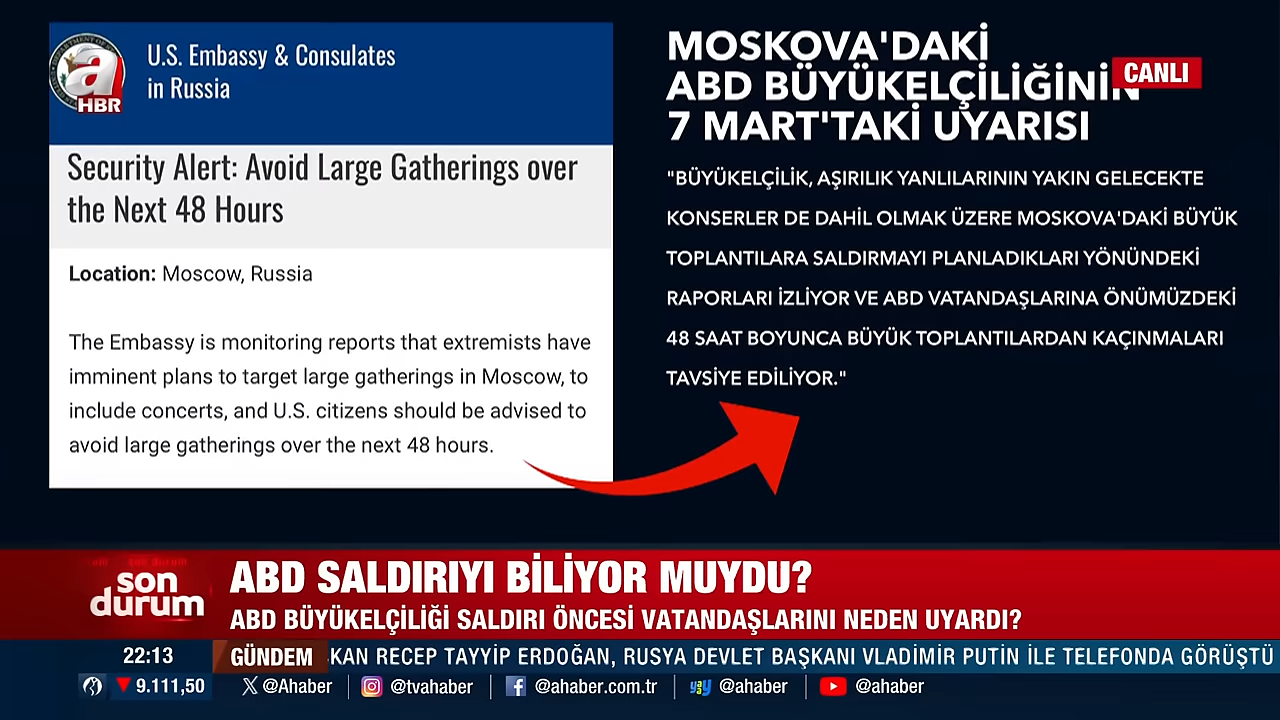 U.S. Embassy & Consulates
in Russia
a
HBR
Security Alert: Avoid Large Gatherings over
the Next 48 Hours
Location: Moscow, Russia
The Embassy is monitoring reports that extremists have
imminent plans to target large gatherings in Moscow, to
include concerts, and U.S. citizens should be advised to
avoid large gatherings over the next 48 hours.
MOSKOVA'DAKİ
ABD BÜYÜKELÇİLİĞİNİN
7 MART'TAKİ UYARISI
CANLI
"BÜYÜKELÇİLİK, AŞIRILIK YANLILARININ YAKIN GELECEKTE
KONSERLER DE DAHİL OLMAK ÜZERE MOSKOVA'DAKİ BÜYÜK
TOPLANTILARA SALDIRMAYI PLANLADIKLARI YÖNÜNDEKİ
RAPORLARI İZLİYOR VE ABD VATANDAŞLARINA ÖNÜMÜZDEKİ
48 SAAT BOYUNCA BÜYÜK TOPLANTILARDAN KAÇINMALARI
TAVSİYE EDİLİYOR."
son
durum
ABD SALDIRIYI BİLİYOR MUYDU?
ABD BÜYÜKELÇİLİĞİ SALDIRI ÖNCESİ VATANDAŞLARINI NEDEN UYARDI?
22:13
GÜNDEM
KAN RECEP TAYYİP ERDOĞAN, RUSYA DEVLET BAŞKANI VLADİMİR PUTİN İLE TELEFONDA GÖRÜŞTÜ
9.111,50
@Ahaber
@tvahaber
@ahaber.com.tr
yay
@ahaber
@ahaber